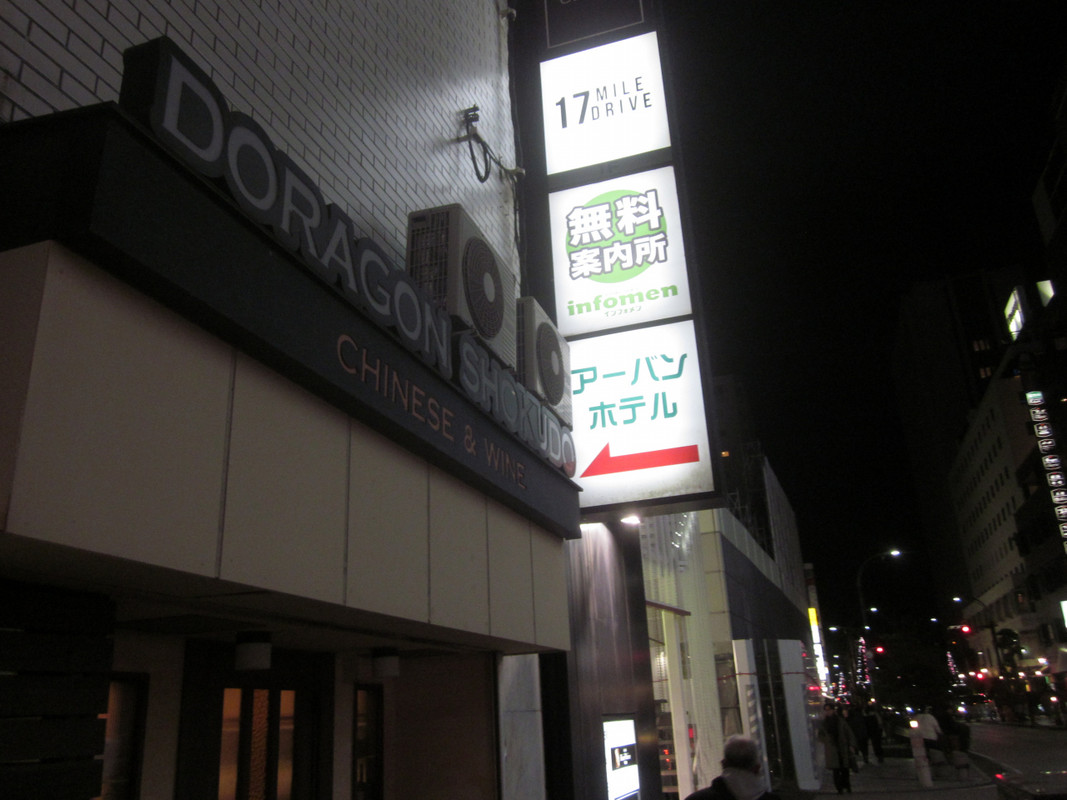 DORAGON SHOKUDO
CHINESE & WINE
17 MILE
DRIVE
無料
案内所
infomen
インフォメン
アーバン
ホテル